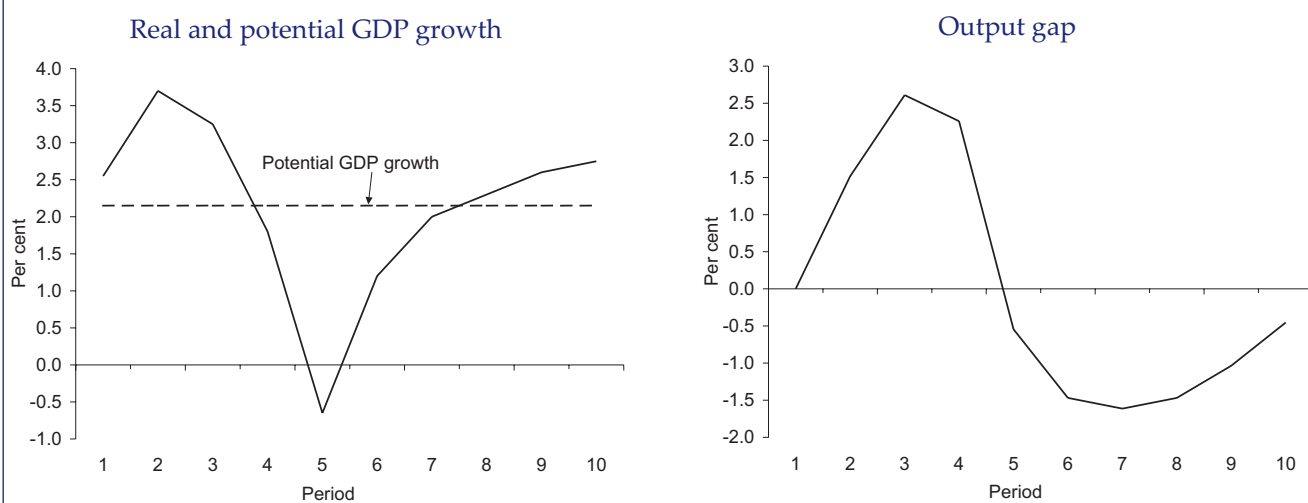 Real and potential GDP growth
4.0
3.5
3.0
2.5
2.0
1.5
1.0
0.5
0.0
-0.5
-1.0
Per cent
Potential GDP growth
1 2 3 4 5 6 7 8 9 10
Period
Output gap
3.0
2.5
2.0
1.5
1.0
0.5
0.0
-0.5
-1.0
-1.5
-2.0
Per cent
1 2 3 4 5 6 7 8 9 10
Period